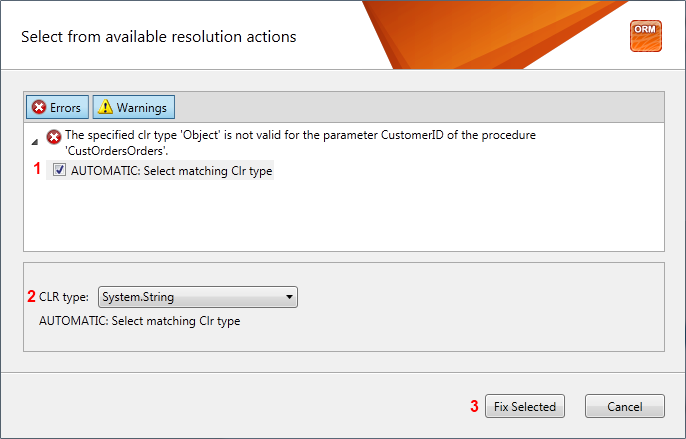 Select from available resolution actions
ORM
Errors
Warnings
The specified clr type 'Object' is not valid for the parameter CustomerID of the procedure
'CustOrdersOrders'.
1 AUTOMATIC: Select matching Clr type
2 CLR type: System.String
AUTOMATIC: Select matching Clr type
3 Fix Selected Cancel